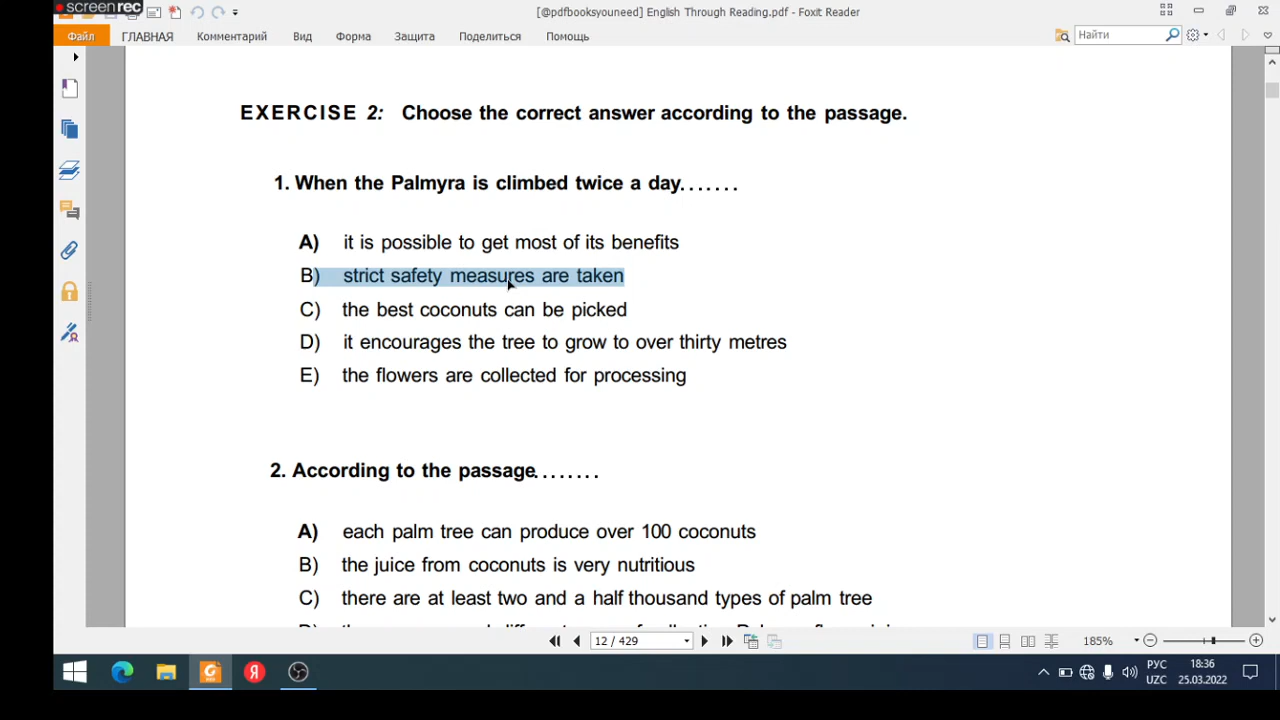 screenrec
[@pdfbooksyouneed] English Through Reading.pdf - Foxit Reader
Файл ГЛАВНАЯ Комментарий Вид Форма Защита Поделиться Помощь Найти
EXERCISE 2: Choose the correct answer according to the passage.
1. When the Palmyra is climbed twice a day.......
A) it is possible to get most of its benefits
B) strict safety measures are taken
C) the best coconuts can be picked
D) it encourages the tree to grow to over thirty metres
E) the flowers are collected for processing
2. According to the passage........
A) each palm tree can produce over 100 coconuts
B) the juice from coconuts is very nutritious
C) there are at least two and a half thousand types of palm tree
12 / 429
185%
РУС
UZC
18:36
25.03.2022